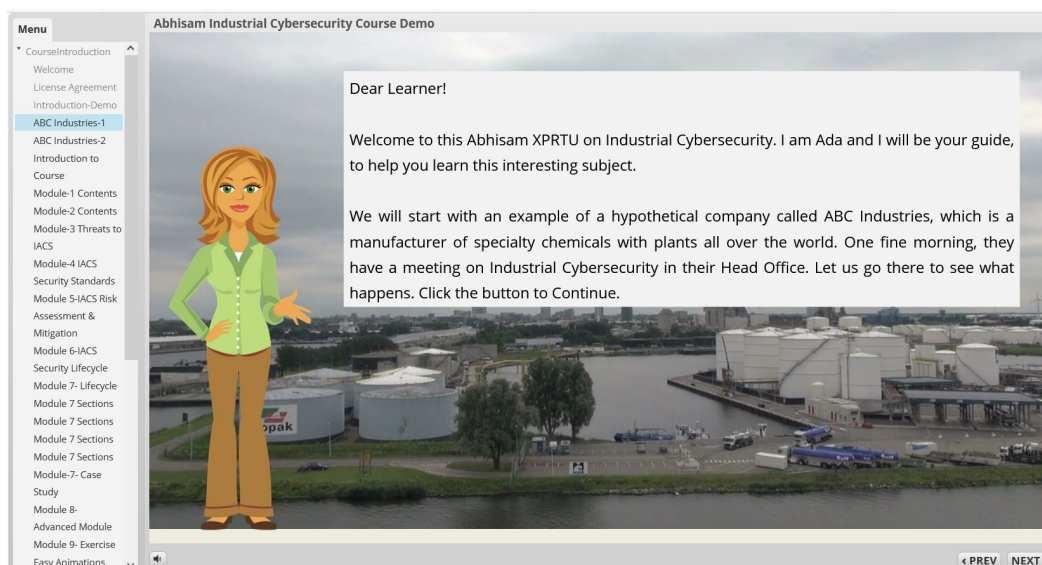 Abhisam Industrial Cybersecurity Course Demo
Menu
CourseIntroduction
Welcome
License Agreement
Introduction-Demo
ABC Industries-1
ABC Industries-2
Introduction to
Course
Module-1 Contents
Module-2 Contents
Module-3 Threats to
IACS
Module-4 IACS
Security Standards
Module 5-IACS Risk
Assessment &
Mitigation
Module 6-IACS
Security Lifecycle
Module 7- Lifecycle
Module 7 Sections
Module 7 Sections
Module 7 Sections
Module 7 Sections
Module-7- Case
Study
Module 8-
Advanced Module
Module 9- Exercise
Easy Animations
Dear Learner!
Welcome to this Abhisam XPRTU on Industrial Cybersecurity. I am Ada and I will be your guide,
to help you learn this interesting subject.
We will start with an example of a hypothetical company called ABC Industries, which is a
manufacturer of specialty chemicals with plants all over the world. One fine morning, they
have a meeting on Industrial Cybersecurity in their Head Office. Let us go there to see what
happens. Click the button to Continue.
opak
PREV
NEXT